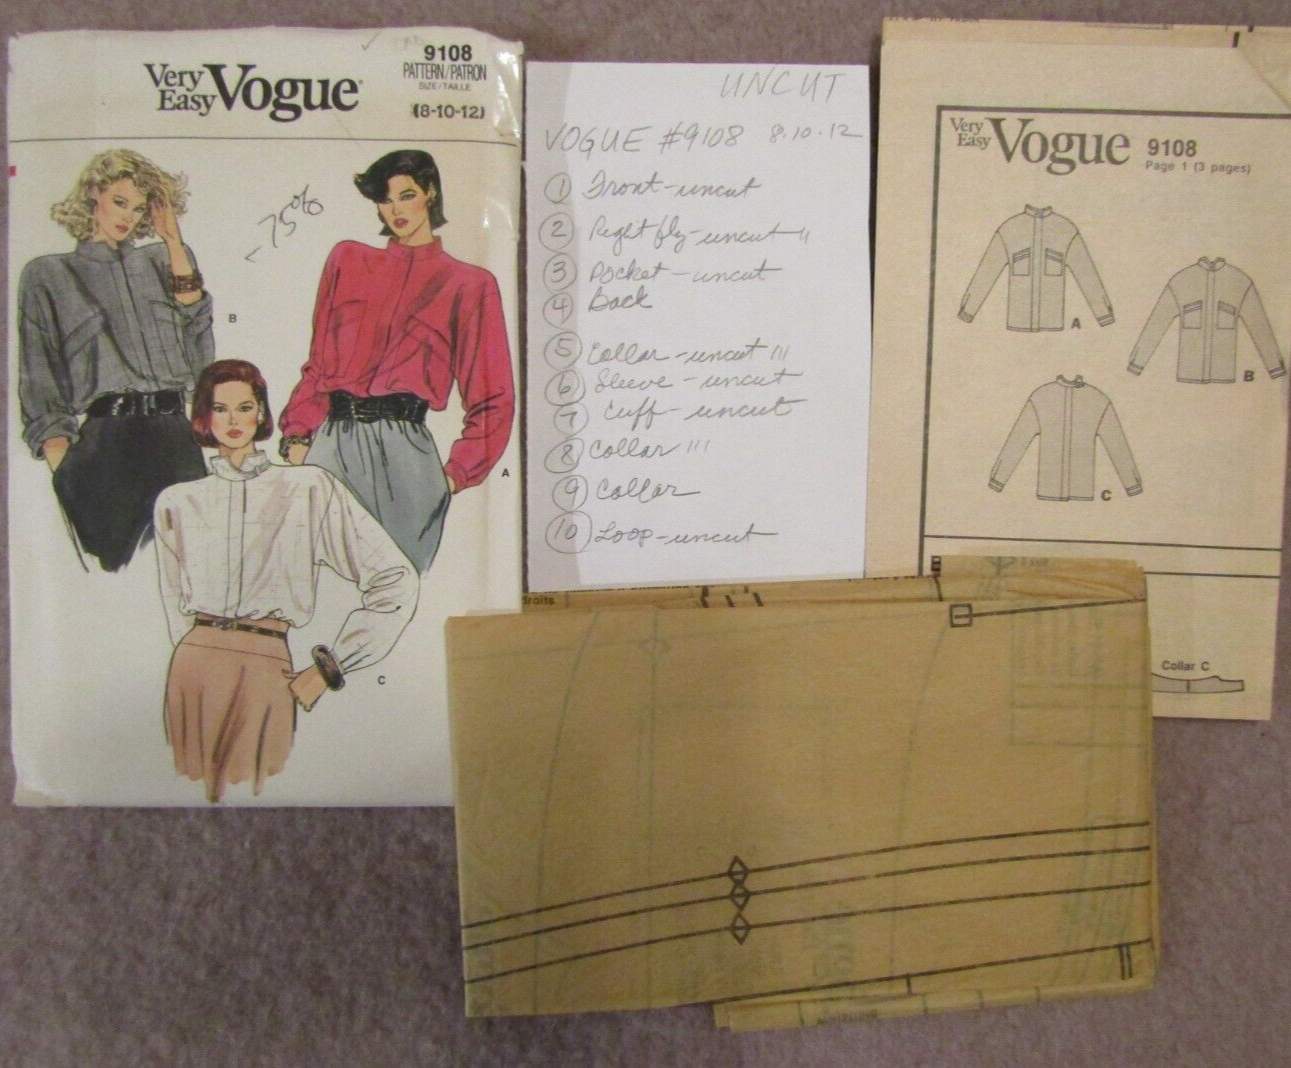 Very Easy Vogue
9108
PATTERN/PATRON
SIZE/TAILLE
(8-10-12)
-75%
B
A
C
UNCUT
VOGUE #9108 8.10.12
1 Front-uncut
2 Right fly-uncut
3 Pocket-uncut
4 Back
5 Collar-uncut
6 Sleeve-uncut
7 Cuff-uncut
8 Collar
9 Collar
10 Loop-uncut
Very Easy Vogue 9108
Page 1 (3 pages)
A
B
C
Collar C
droits